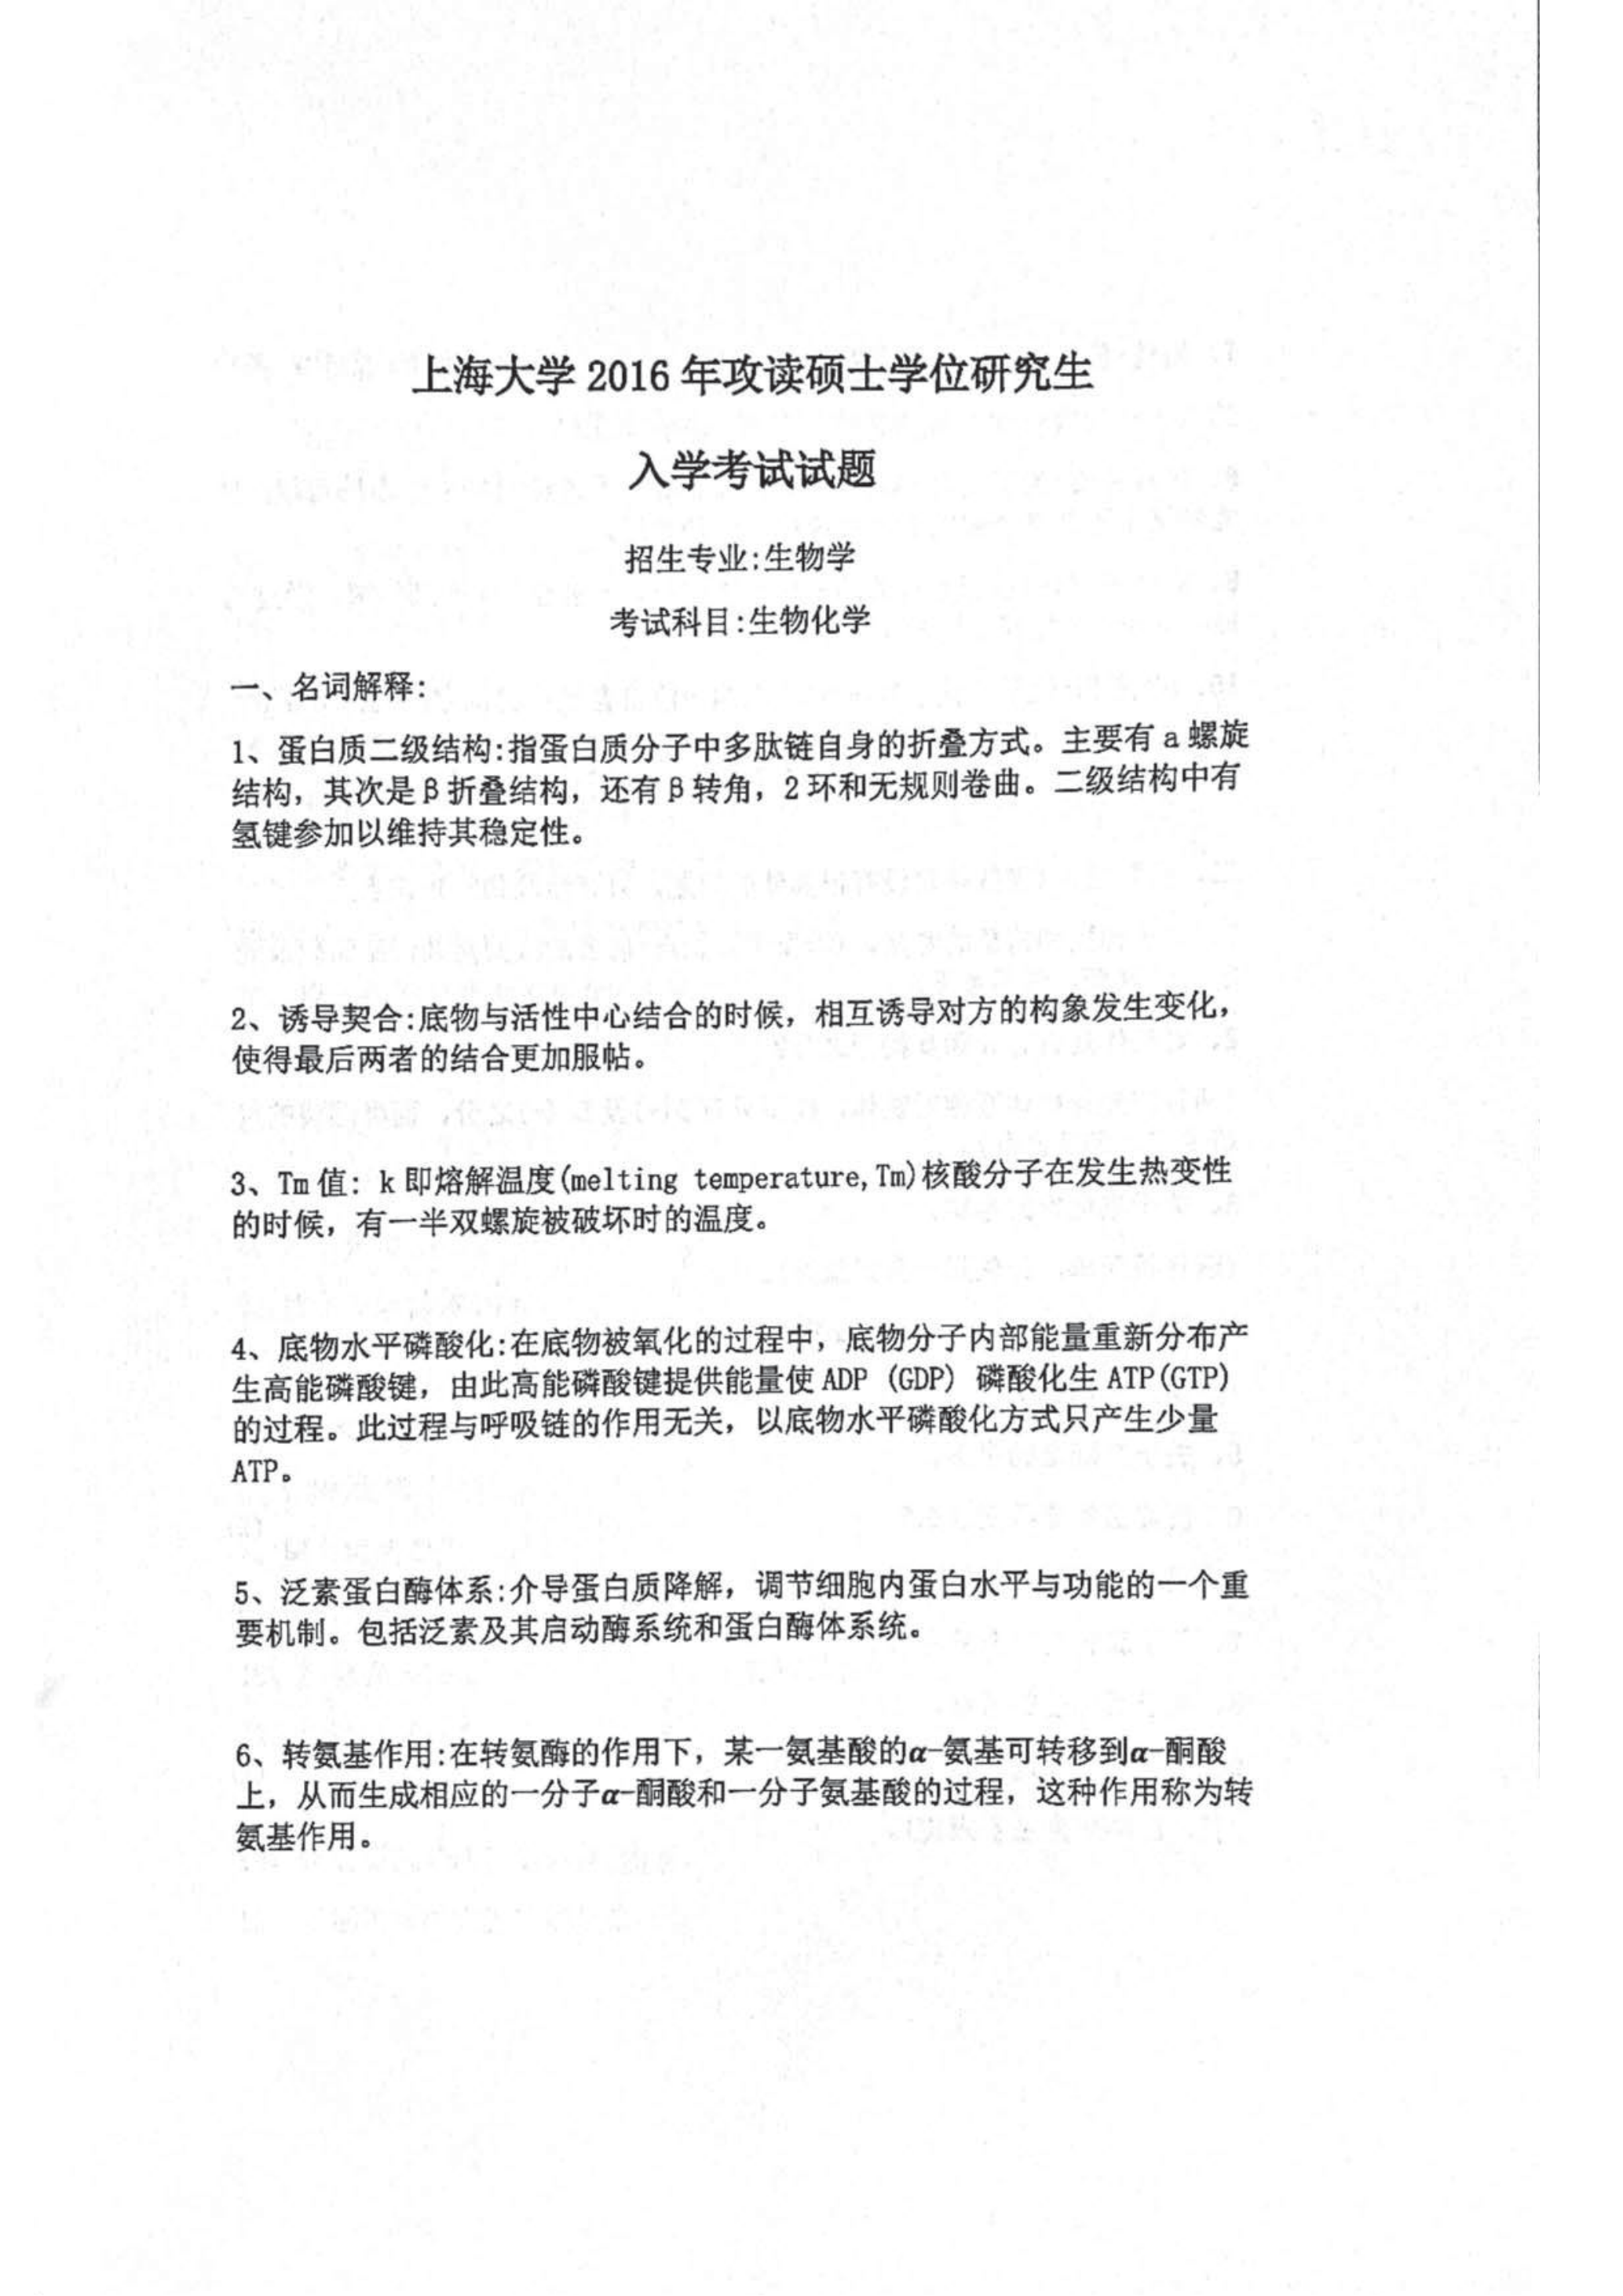 上海大学 2016 年攻读硕士学位研究生
入学考试试题
招生专业:生物学
考试科目:生物化学
一、名词解释:
1、蛋白质二级结构:指蛋白质分子中多肽链自身的折叠方式。主要有 a 螺旋
结构，其次是β折叠结构，还有β转角，2 环和无规则卷曲。二级结构中有
氢键参加以维持其稳定性。
2、诱导契合:底物与活性中心结合的时候，相互诱导对方的构象发生变化，
使得最后两者的结合更加服帖。
3、Tm 值: k 即熔解温度(melting temperature,Tm)核酸分子在发生热变性
的时候，有一半双螺旋被破坏时的温度。
4、底物水平磷酸化:在底物被氧化的过程中，底物分子内部能量重新分布产
生高能磷酸键，由此高能磷酸键提供能量使 ADP (GDP) 磷酸化生 ATP(GTP)
的过程。此过程与呼吸链的作用无关，以底物水平磷酸化方式只产生少量
ATP。
5、泛素蛋白酶体系:介导蛋白质降解，调节细胞内蛋白水平与功能的一个重
要机制。包括泛素及其启动酶系统和蛋白酶体系统。
6、转氨基作用:在转氨酶的作用下，某一氨基酸的α-氨基可转移到α-酮酸
上，从而生成相应的一分子α-酮酸和一分子氨基酸的过程，这种作用称为转
氨基作用。